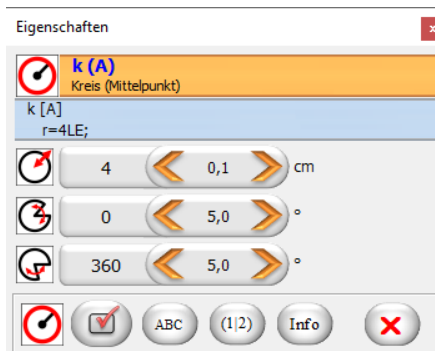 Eigenschaften
x
k (A)
Kreis (Mittelpunkt)
k [A]
r=4LE;
4 0,1 cm
0 5,0 °
360 5,0 °
ABC (1|2) Info